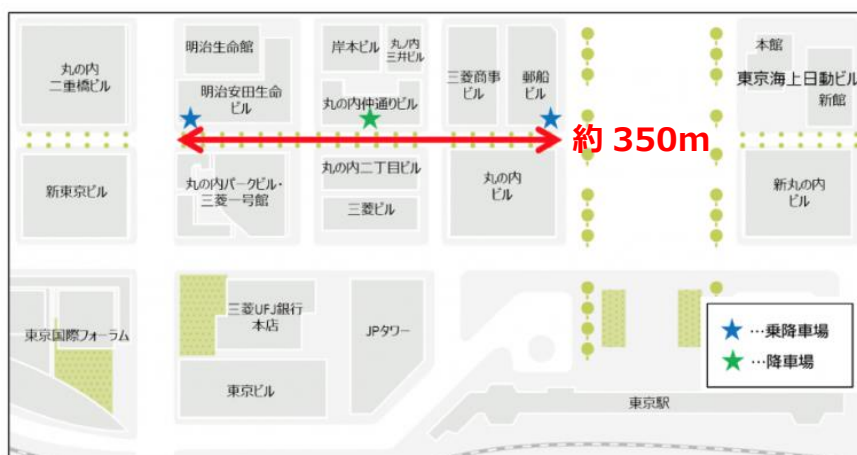 丸の内
二重橋ビル
明治生命館
明治安田生命
ビル
岸本ビル
丸ノ内
三井ビル
丸の内仲通りビル
三菱商事
ビル
郵船
ビル
本館
東京海上日動ビル
新館
約 350m
新東京ビル
丸の内パークビル・
三菱一号館
丸の内二丁目ビル
三菱ビル
丸の内
ビル
新丸の内
ビル
東京国際フォーラム
三菱UFJ銀行
本店
JPタワー
東京ビル
東京駅
…乗降車場
…降車場